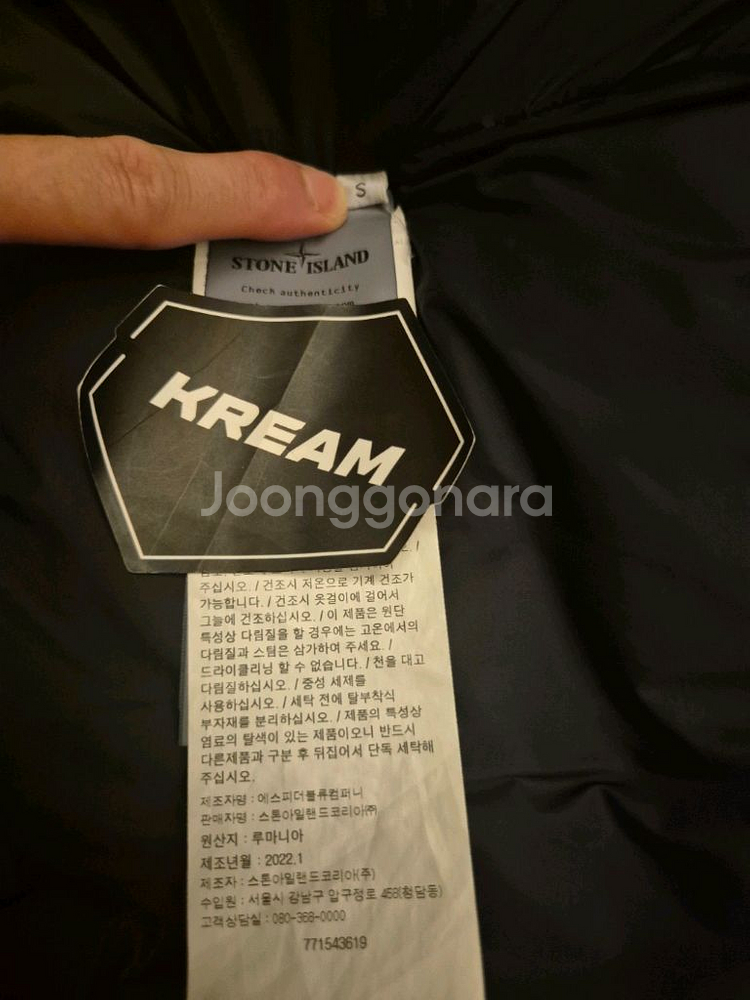 S
STONE ISLAND
Chech authenticity
KREAM
Joonggonara
주십시오. / 건조시 저온으로 기계 건조가
가능합니다. / 건조시 옷걸이에 걸어서
그늘에 건조하십시오. / 이 제품은 원단
특성상 다림질을 할 경우에는 고온에서의
다림질과 스팀은 삼가하여 주세요. /
드라이클리닝 할 수 없습니다. / 천을 대고
다림질하십시오. / 중성 세제를
사용하십시오. / 세탁 전에 탈부착식
부자재를 분리하십시오. / 제품의 특성상
염료의 탈색이 있는 제품이오니 반드시
다른제품과 구분 후 뒤집어서 단독 세탁해
주십시오.
제조자명 : 에스피더블류컴퍼니
판매자명 : 스톤아일랜드코리아㈜
원산지 : 루마니아
제조년월 : 2022.1
제조자 : 스톤아일랜드코리아(주)
수입원 : 서울시 강남구 압구정로 458(청담동)
고객상담실 : 080-368-0000
771543619